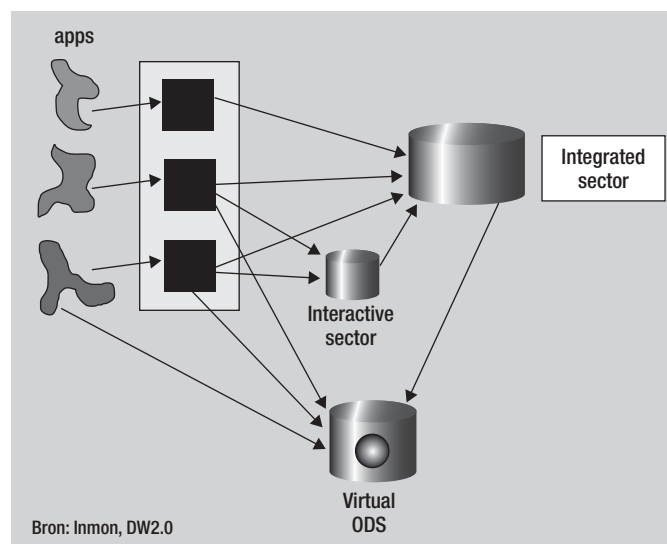 apps
Integrated
sector
Interactive
sector
Virtual
ODS
Bron: Inmon, DW2.0